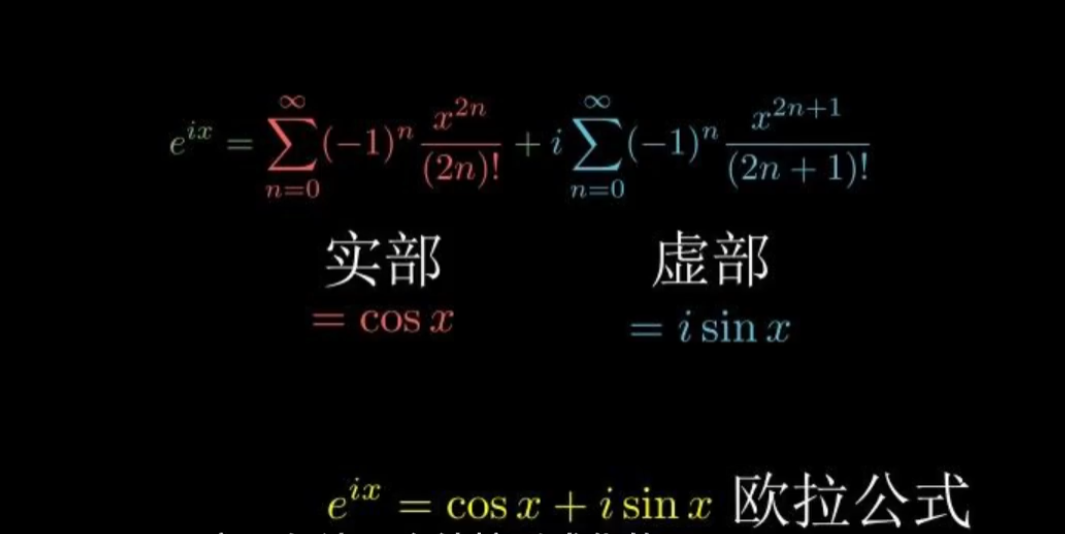 e^{ix} = \sum_{n=0}^{\infty} (-1)^n \frac{x^{2n}}{(2n)!} + i \sum_{n=0}^{\infty} (-1)^n \frac{x^{2n+1}}{(2n+1)!}
实部 虚部
= cos x = i sin x
e^{ix} = cos x + i sin x 欧拉公式